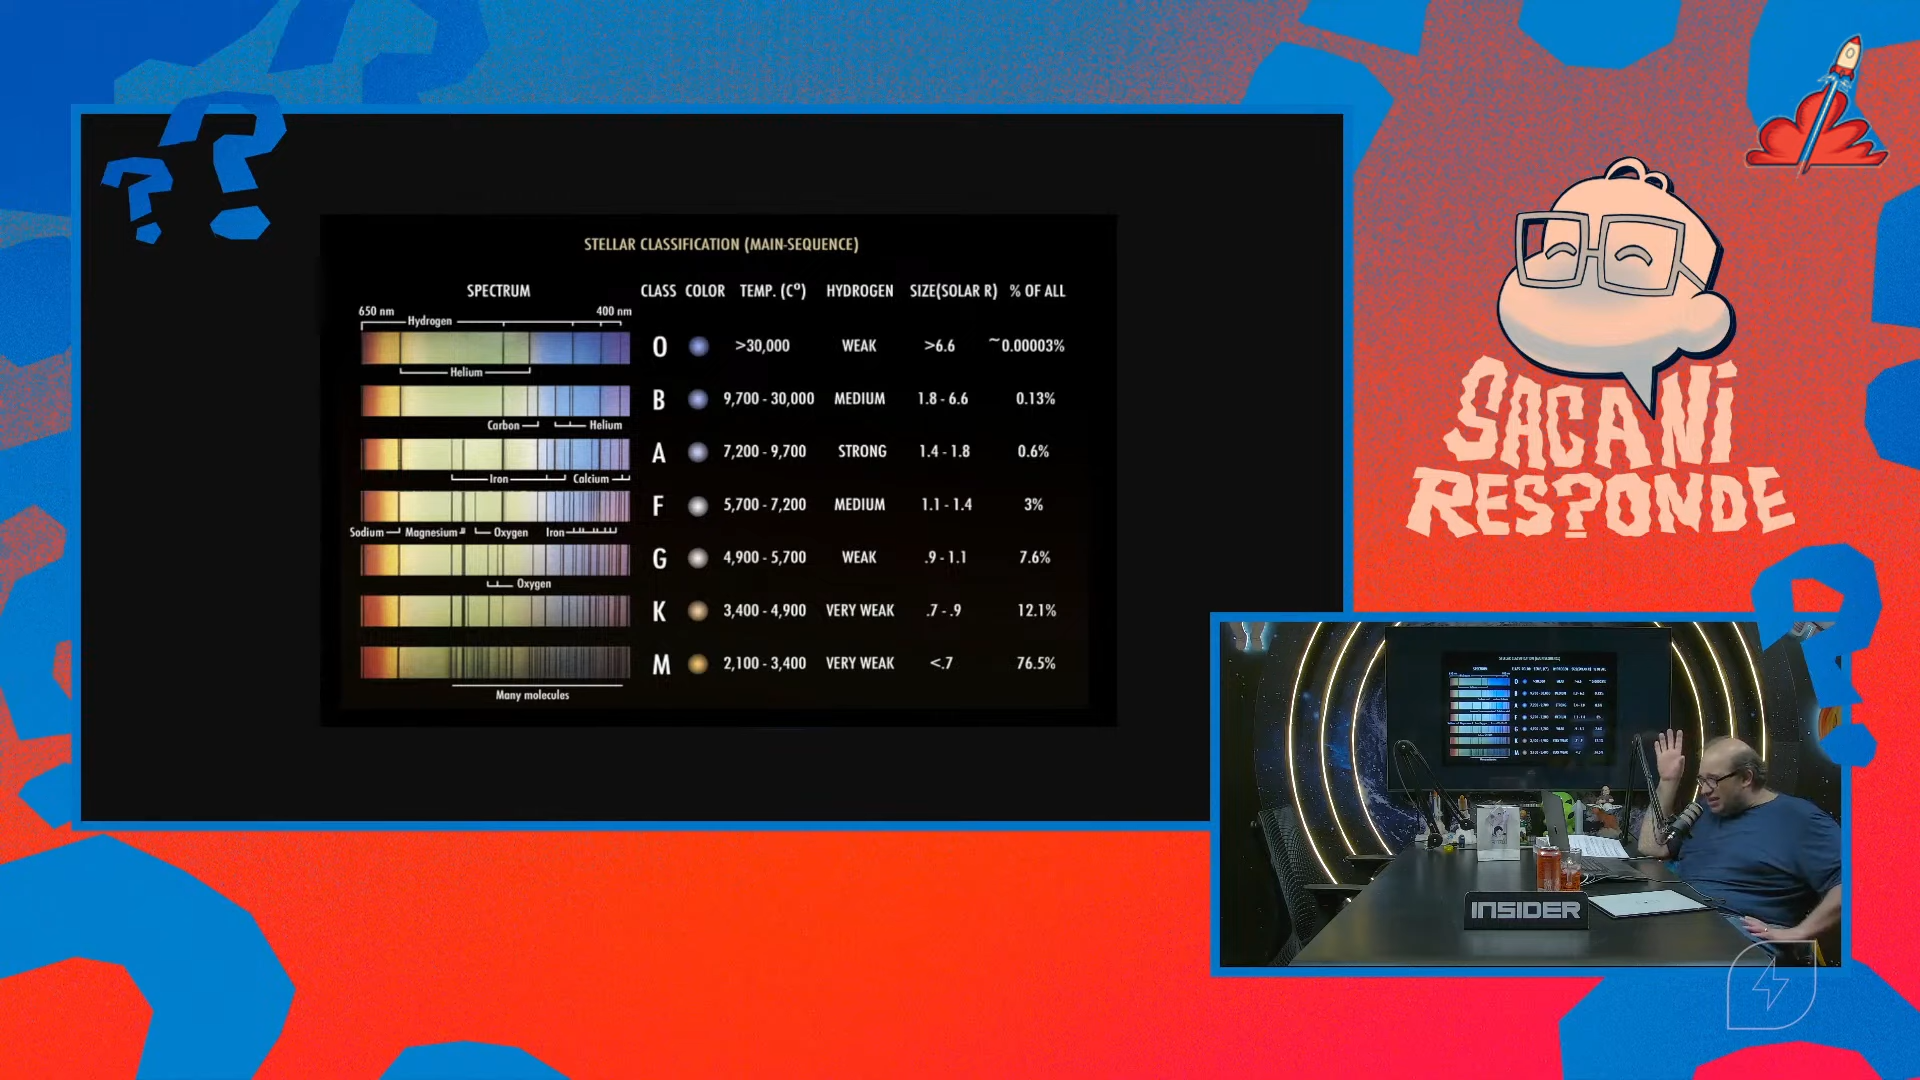 STELLAR CLASSIFICATION (MAIN-SEQUENCE)
SPECTRUM CLASS COLOR TEMP. (C°) HYDROGEN SIZE(SOLAR R) % OF ALL
650 nm 400 nm
Hydrogen
O >30,000 WEAK >6.6 ~0.00003%
Helium
B 9,700 - 30,000 MEDIUM 1.8 - 6.6 0.13%
Carbon Helium
A 7,200 - 9,700 STRONG 1.4 - 1.8 0.6%
Iron Calcium
F 5,700 - 7,200 MEDIUM 1.1 - 1.4 3%
Sodium Magnesium Oxygen Iron
G 4,900 - 5,700 WEAK .9 - 1.1 7.6%
Oxygen
K 3,400 - 4,900 VERY WEAK .7 - .9 12.1%
M 2,100 - 3,400 VERY WEAK <.7 76.5%
Many molecules
SACANI
RES?ONDE
INSIDER